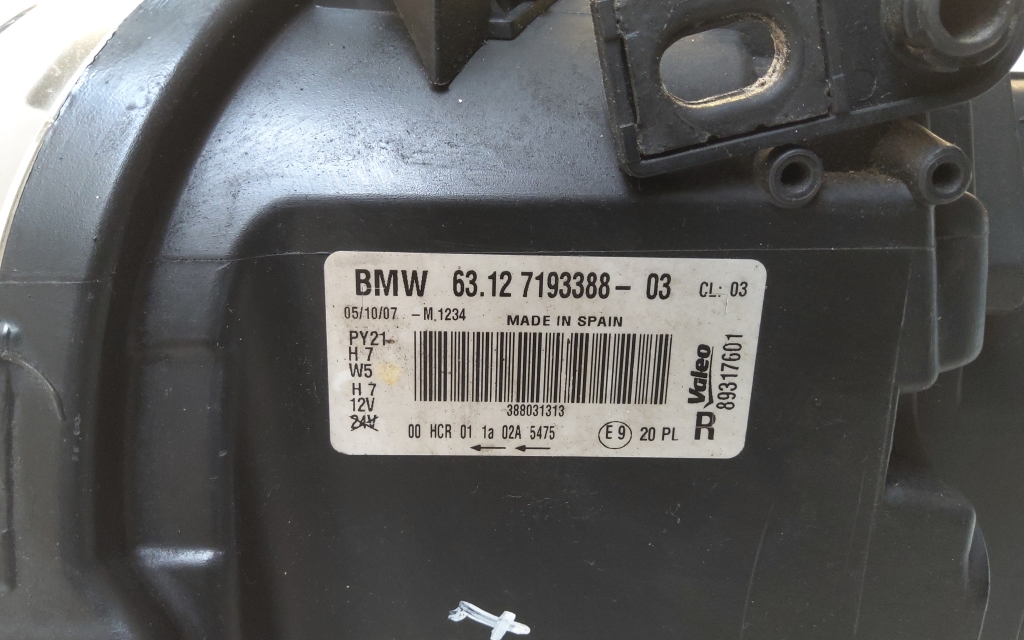 BMW 63.12 7193388 - 03 CL: 03
05/10/07 - M.1234 MADE IN SPAIN
PY21
H 7
W5
H 7
12V
24V
388031313
00 HCR 01 1a 02A 5475
E 9 20 PL
R
Valeo
89317601